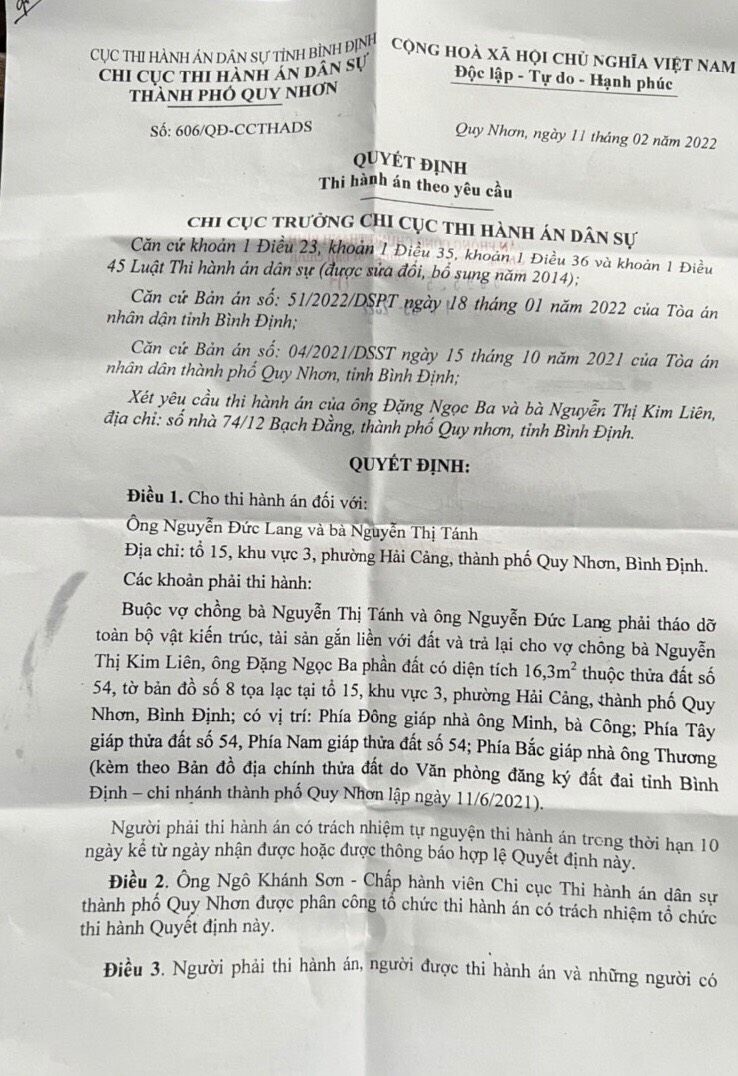 CỤC THI HÀNH ÁN DÂN SỰ TỈNH BÌNH ĐỊNH
CHI CỤC THI HÀNH ÁN DÂN SỰ
THÀNH PHỐ QUY NHƠN
Số: 606/QĐ-CCTHADS
CỘNG HOÀ XÃ HỘI CHỦ NGHĨA VIỆT NAM
Độc lập - Tự do - Hạnh phúc
Quy Nhơn, ngày 11 tháng 02 năm 2022
QUYẾT ĐỊNH
Thi hành án theo yêu cầu
CHI CỤC TRƯỞNG CHI CỤC THI HÀNH ÁN DÂN SỰ
Căn cứ khoản 1 Điều 23, khoản 1 Điều 35, khoản 1 Điều 36 và khoản 1 Điều
45 Luật Thi hành án dân sự (được sửa đổi, bổ sung năm 2014);
Căn cứ Bản án số: 51/2022/DSPT ngày 18 tháng 01 năm 2022 của Tòa án
nhân dân tỉnh Bình Định;
Căn cứ Bản án số: 04/2021/DSST ngày 15 tháng 10 năm 2021 của Tòa án
nhân dân thành phố Quy Nhơn, tỉnh Bình Định;
Xét yêu cầu thi hành án của ông Đặng Ngọc Ba và bà Nguyễn Thị Kim Liên,
địa chỉ: số nhà 74/12 Bạch Đằng, thành phố Quy nhơn, tỉnh Bình Định.
QUYẾT ĐỊNH:
Điều 1. Cho thi hành án đối với:
Ông Nguyễn Đức Lang và bà Nguyễn Thị Tánh
Địa chỉ: tổ 15, khu vực 3, phường Hải Cảng, thành phố Quy Nhơn, Bình Định.
Các khoản phải thi hành:
Buộc vợ chồng bà Nguyễn Thị Tánh và ông Nguyễn Đức Lang phải tháo dỡ
toàn bộ vật kiến trúc, tài sản gắn liền với đất và trả lại cho vợ chồng bà Nguyễn
Thị Kim Liên, ông Đặng Ngọc Ba phần đất có diện tích 16,3m² thuộc thửa đất số
54, tờ bản đồ số 8 tọa lạc tại tổ 15, khu vực 3, phường Hải Cảng, thành phố Quy
Nhơn, Bình Định; có vị trí: Phía Đông giáp nhà ông Minh, bà Công; Phía Tây
giáp thửa đất số 54, Phía Nam giáp thửa đất số 54; Phía Bắc giáp nhà ông Thương
(kèm theo Bản đồ địa chính thửa đất do Văn phòng đăng ký đất đai tỉnh Bình
Định – chi nhánh thành phố Quy Nhơn lập ngày 11/6/2021).
Người phải thi hành án có trách nhiệm tự nguyện thi hành án trong thời hạn 10
ngày kể từ ngày nhận được hoặc được thông báo hợp lệ Quyết định này.
Điều 2. Ông Ngô Khánh Sơn - Chấp hành viên Chi cục Thi hành án dân sự
thành phố Quy Nhơn được phân công tổ chức thi hành án có trách nhiệm tổ chức
thi hành Quyết định này.
Điều 3. Người phải thi hành án, người được thi hành án và những người có